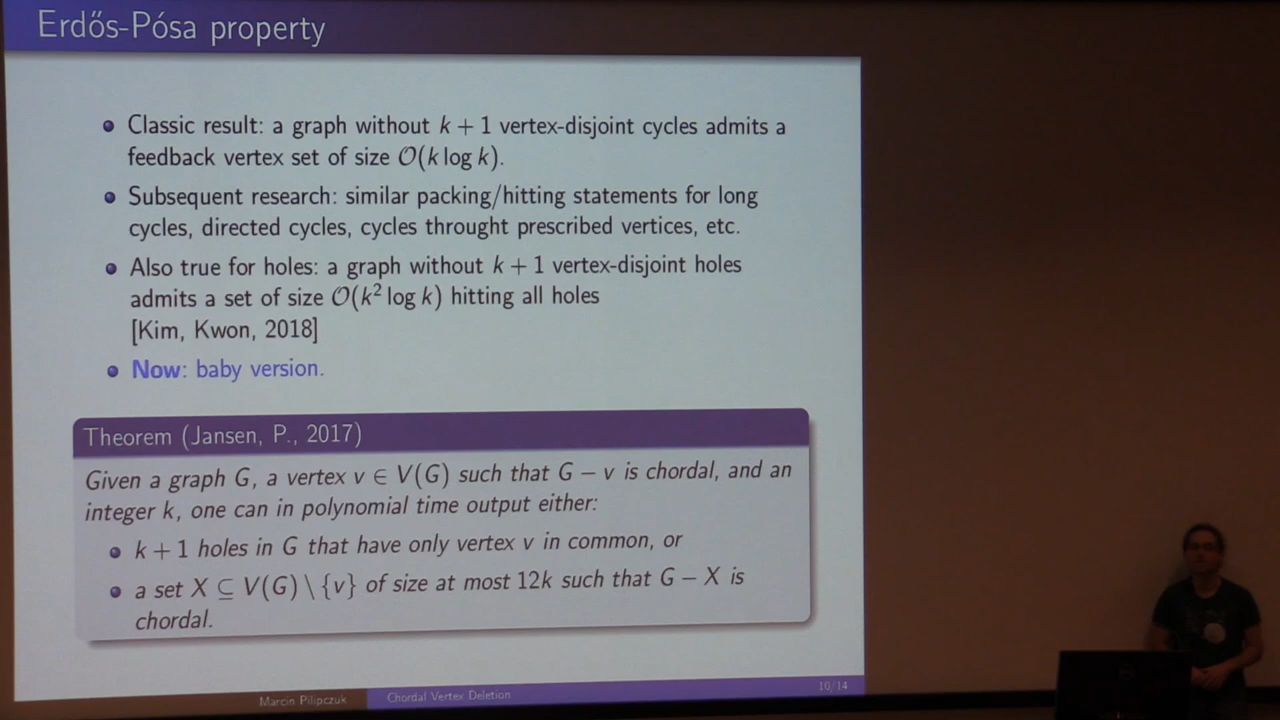 Erdős-Pósa property
Classic result: a graph without k + 1 vertex-disjoint cycles admits a
feedback vertex set of size O(k log k).
Subsequent research: similar packing/hitting statements for long
cycles, directed cycles, cycles throught prescribed vertices, etc.
Also true for holes: a graph without k + 1 vertex-disjoint holes
admits a set of size O(k² log k) hitting all holes
[Kim, Kwon, 2018]
Now: baby version.
Theorem (Jansen, P., 2017)
Given a graph G, a vertex v ∈ V(G) such that G − v is chordal, and an
integer k, one can in polynomial time output either:
k + 1 holes in G that have only vertex v in common, or
a set X ⊆ V(G) \ {v} of size at most 12k such that G − X is
chordal.
Marcin Pilipczuk Chordal Vertex Deletion 10/14